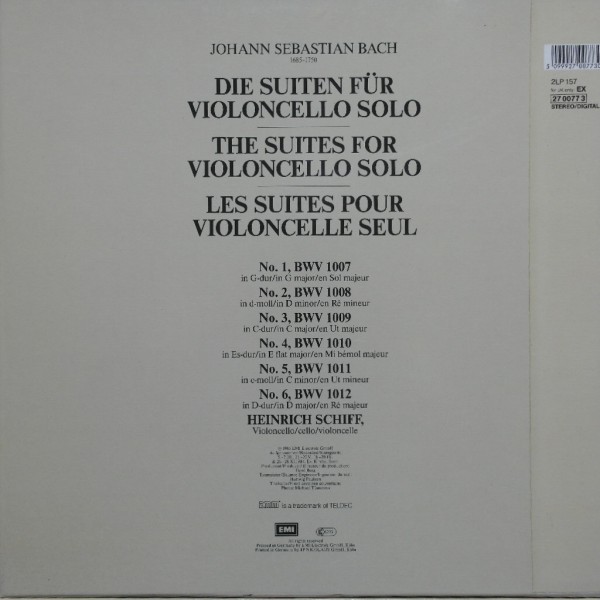 JOHANN SEBASTIAN BACH
1685-1750
DIE SUITEN FÜR
VIOLONCELLO SOLO
THE SUITES FOR
VIOLONCELLO SOLO
LES SUITES POUR
VIOLONCELLE SEUL
No. 1, BWV 1007
in G-dur/in G major/en Sol majeur
No. 2, BWV 1008
in d-moll/in D minor/en Ré mineur
No. 3, BWV 1009
in C-dur/in C major/en Ut majeur
No. 4, BWV 1010
in Es-dur/in E flat major/en Mi bémol majeur
No. 5, BWV 1011
in c-moll/in C minor/en Ut mineur
No. 6, BWV 1012
in D-dur/in D major/en Ré majeur
HEINRICH SCHIFF,
Violoncello/cello/violoncelle
is a trademark of TELDEC
EMI
All rights reserved
2LP 157
EX
27 0077 3
STEREO/DIGITAL